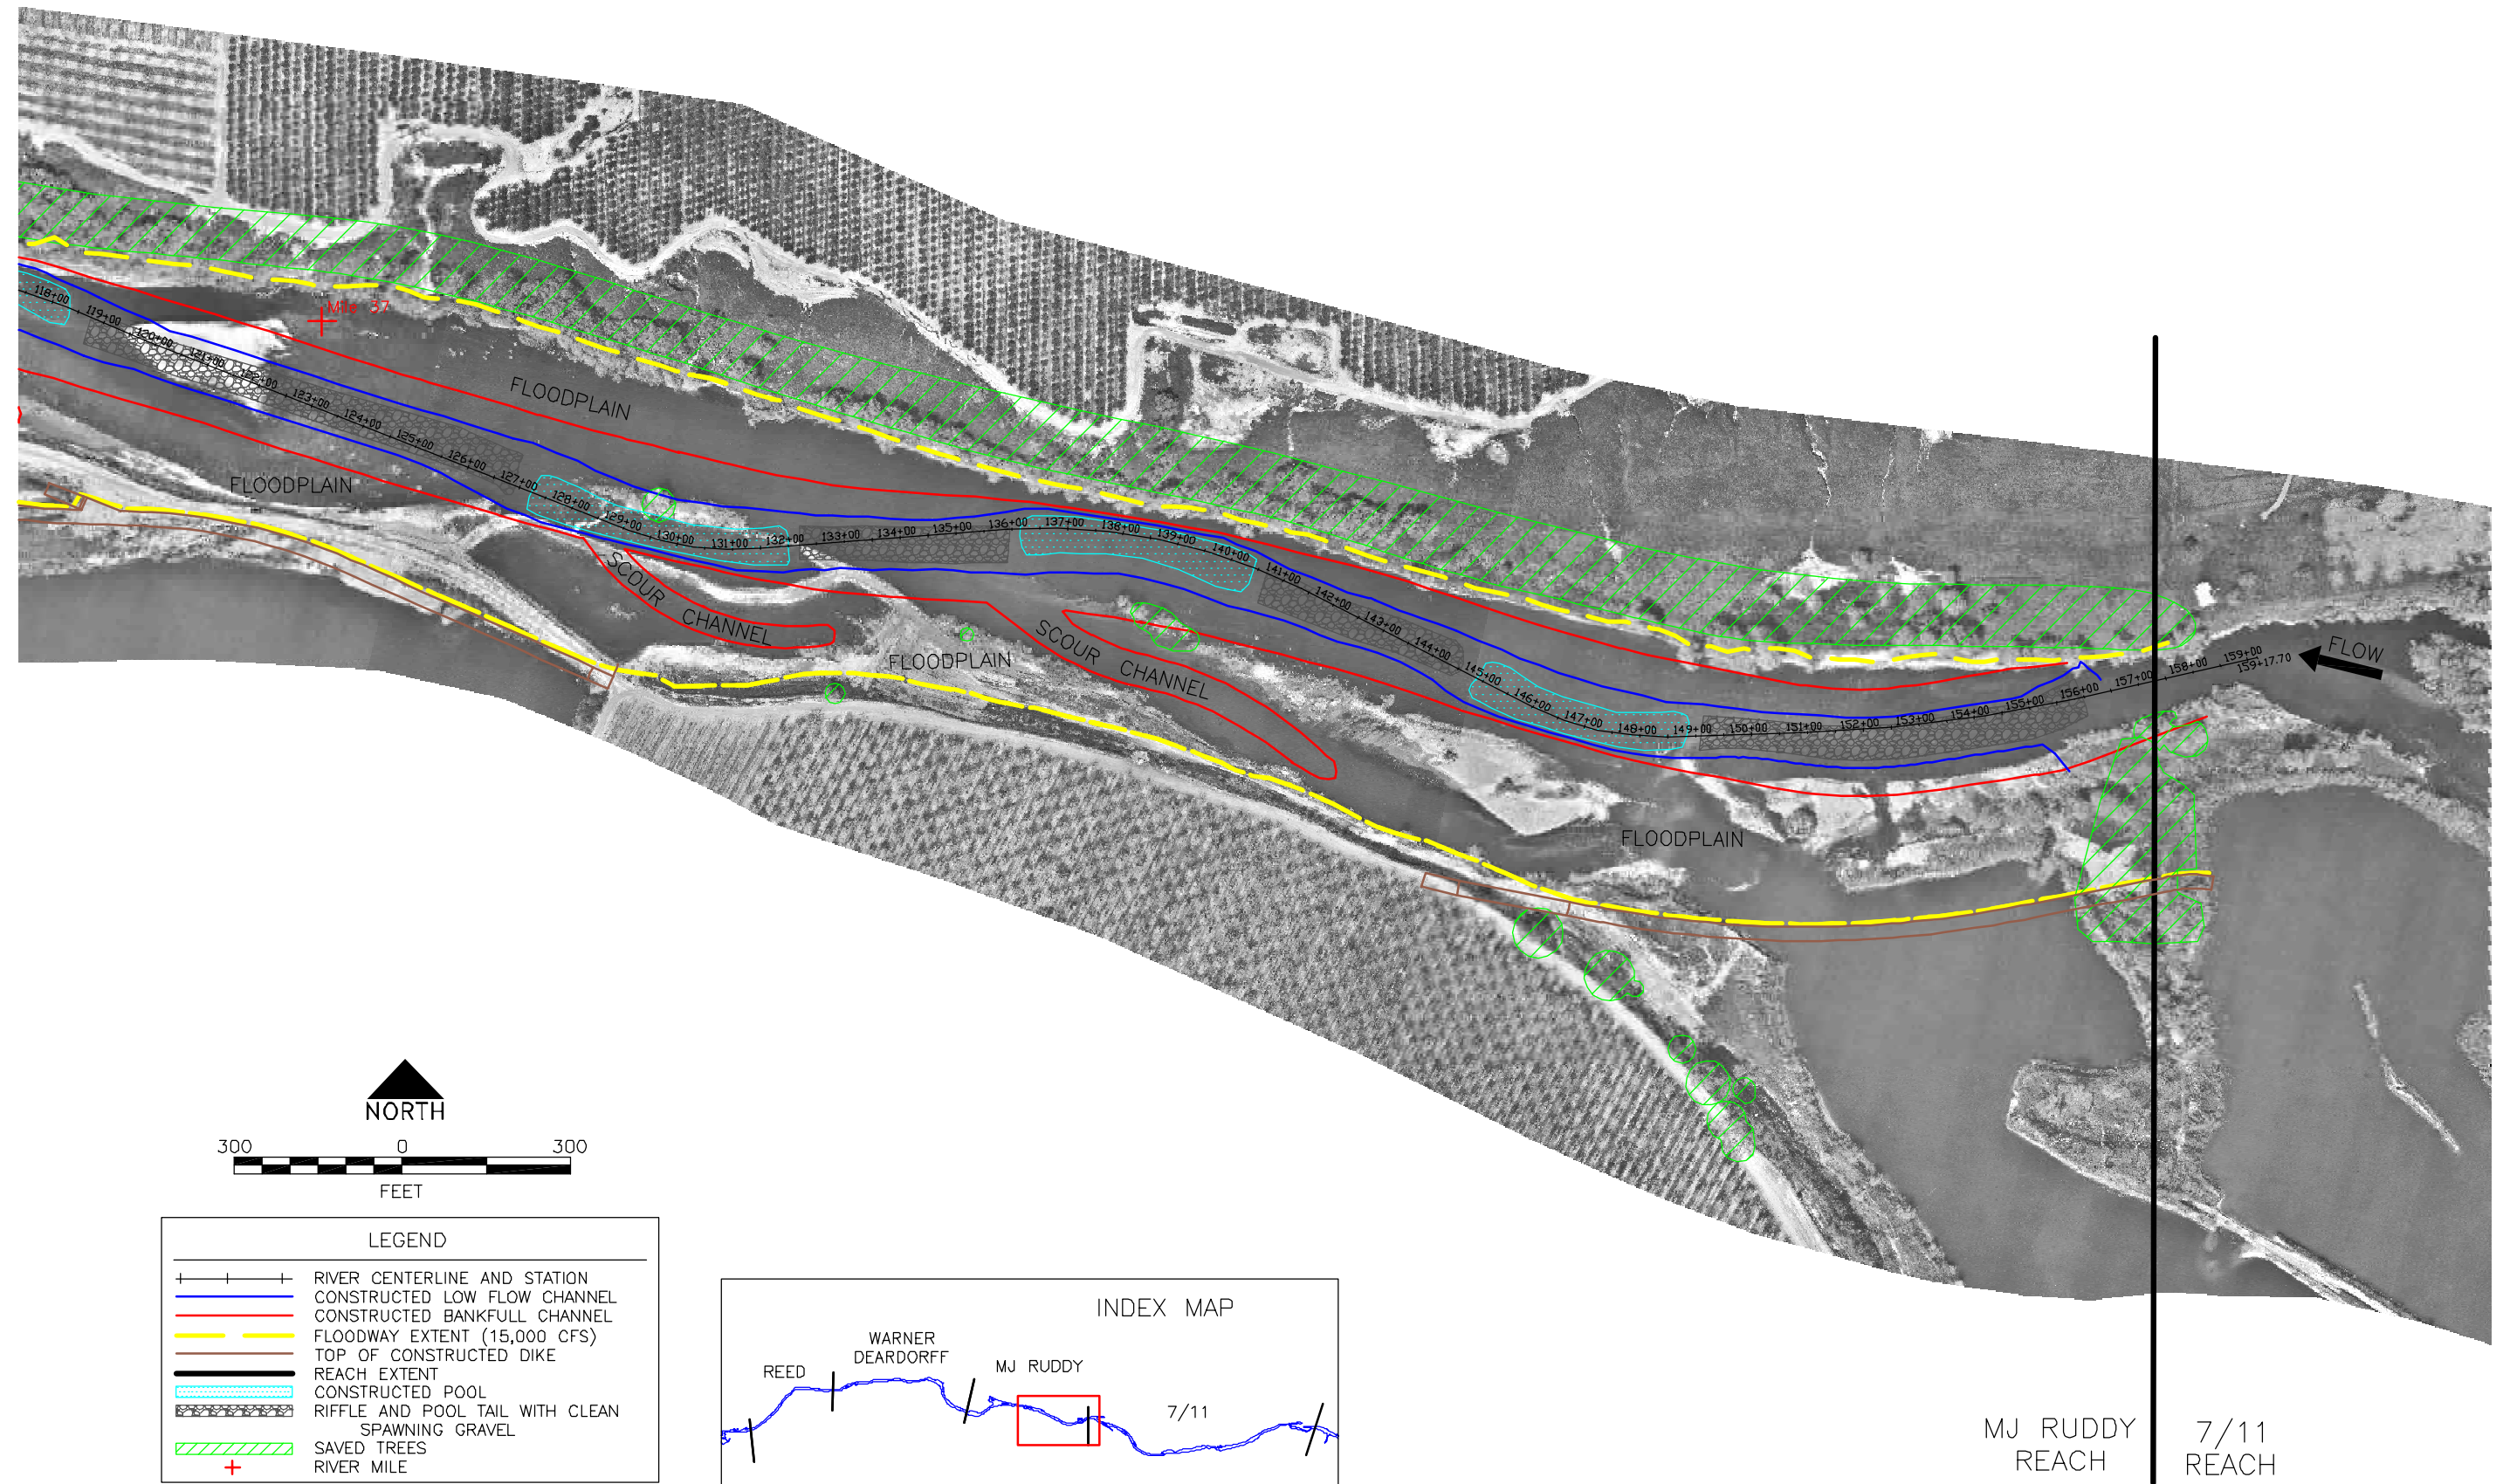 118+00
119+00
120+00
121+00
122+00
123+00
124+00
125+00
126+00
127+00
128+00
129+00
130+00
131+00
132+00
133+00
134+00
135+00
136+00
137+00
138+00
139+00
140+00
141+00
142+00
143+00
144+00
145+00
146+00
147+00
148+00
149+00
150+00
151+00
152+00
153+00
154+00
155+00
156+00
157+00
158+00
159+00
159+17.70
Mile 37
FLOODPLAIN
FLOODPLAIN
SCOUR CHANNEL
FLOODPLAIN
SCOUR CHANNEL
FLOODPLAIN
FLOW
NORTH
300 0 300
FEET
LEGEND
RIVER CENTERLINE AND STATION
CONSTRUCTED LOW FLOW CHANNEL
CONSTRUCTED BANKFULL CHANNEL
FLOODWAY EXTENT (15,000 CFS)
TOP OF CONSTRUCTED DIKE
REACH EXTENT
CONSTRUCTED POOL
RIFFLE AND POOL TAIL WITH CLEAN
SPAWNING GRAVEL
SAVED TREES
RIVER MILE
INDEX MAP
REED
WARNER
DEARDORFF
MJ RUDDY
7/11
MJ RUDDY
REACH
7/11
REACH